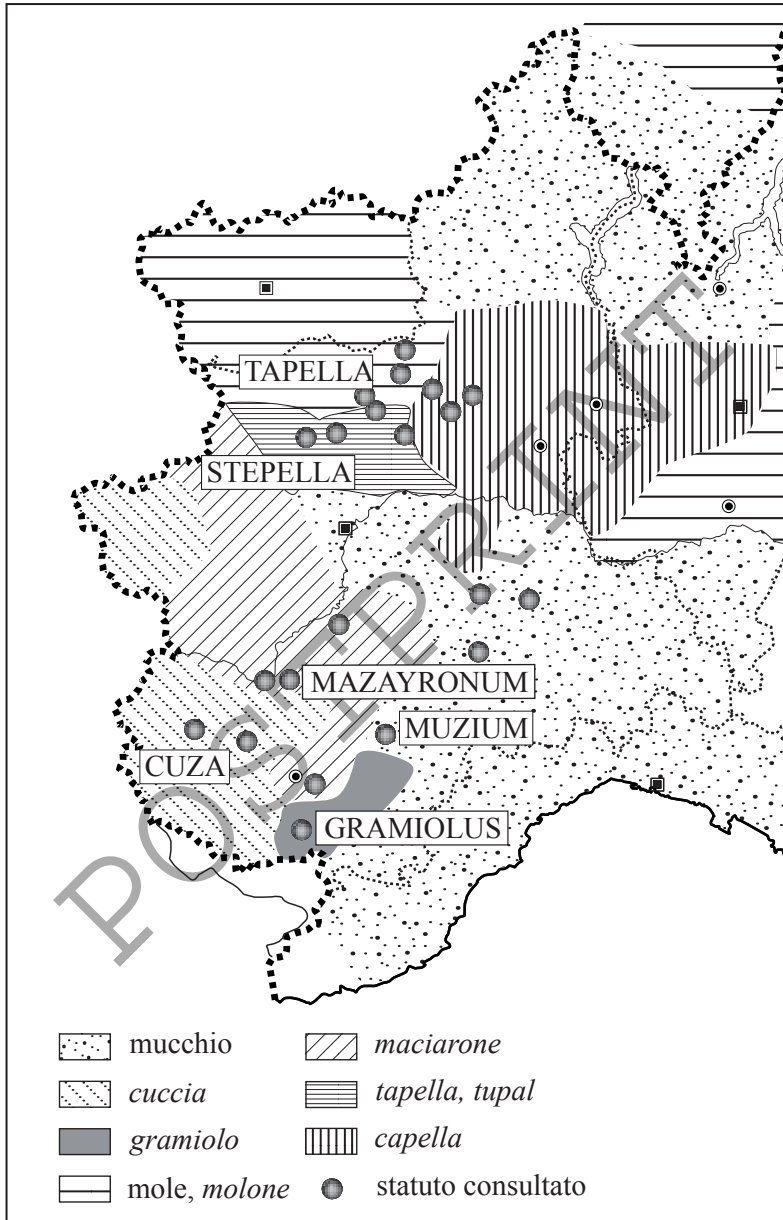 TAPELLA
STEPELLA
MAZAYRONUM
MUZIUM
CUZA
GRAMIOLUS
POSTPRINT
mucchio
maciarone
cuccia
tapella, tupal
gramiolo
capella
mole, molone
statuto consultato